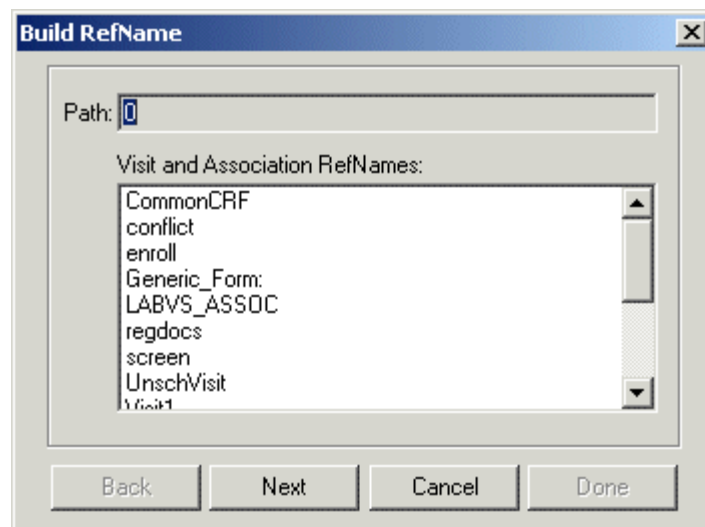 Build RefName
Path: 0
Visit and Association RefNames:
CommonCRF
conflict
enroll
Generic_Form:
LABVS_ASSOC
regdocs
screen
UnschVisit
Visit1
Back Next Cancel Done